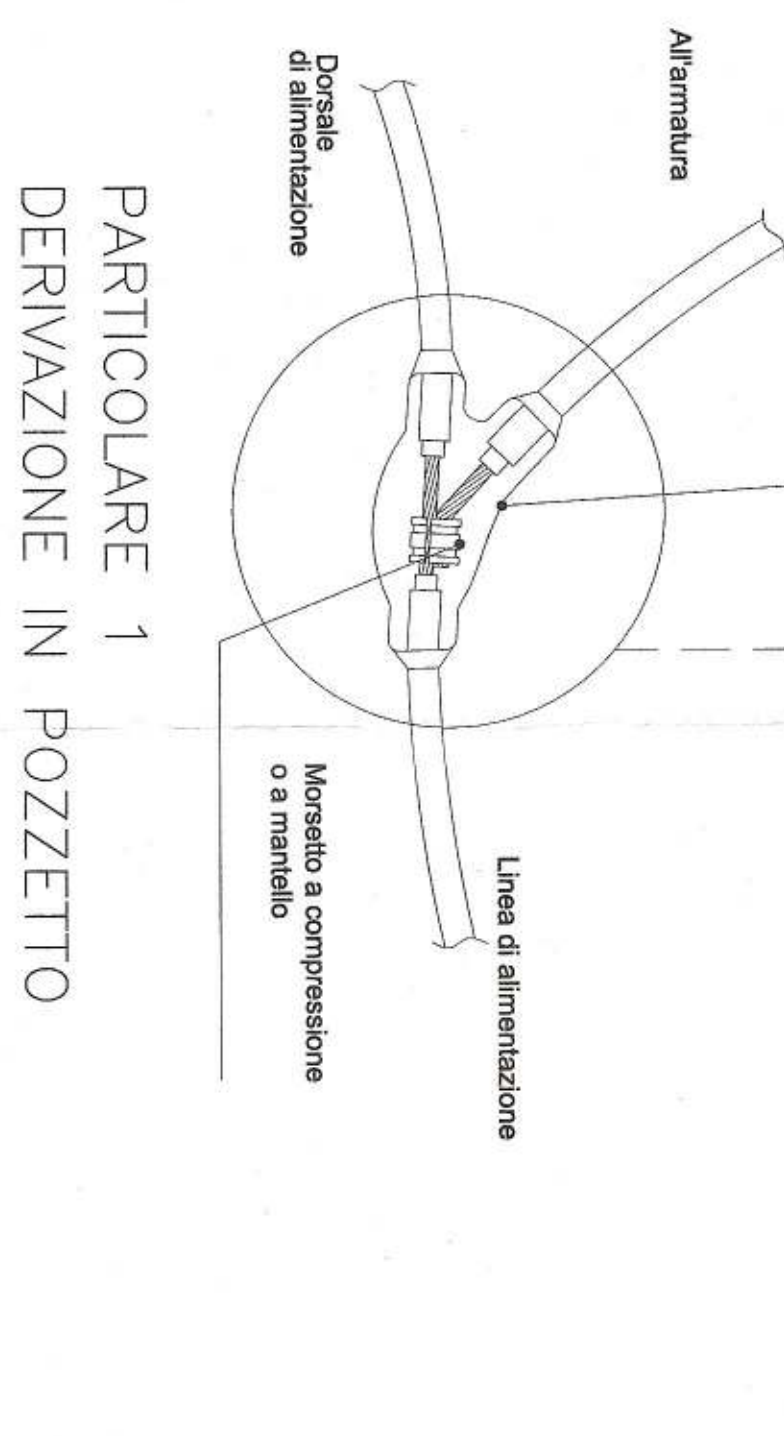 All'armatura
Dorsale
di alimentazione
Linea di alimentazione
Morsetto a compressione
o a mantello
PARTICOLARE 1
DERIVAZIONE IN POZZETTO